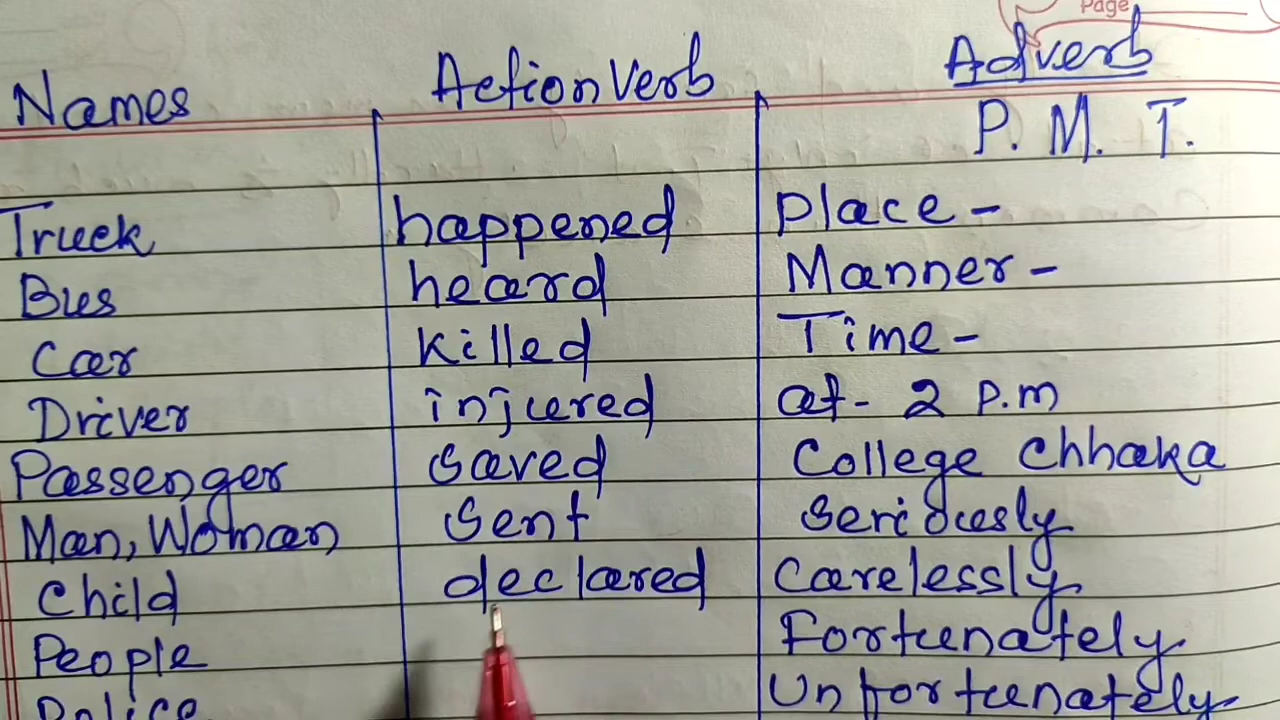 Page
Names Action Verb Adverb
P. M. T.
Truck happened Place -
Bus heard Manner -
Car killed Time -
Driver injured at- 2 P.m
Passenger saved College Chhaka
Man, Woman sent Seriously
Child declared Carelessly
People Fortunately
Police Unfortunately